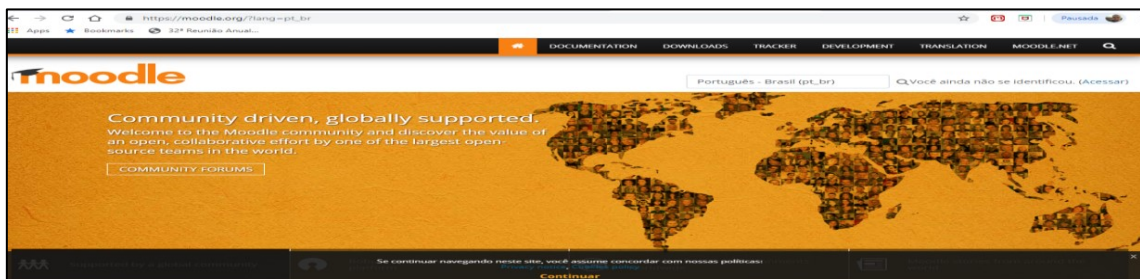 https://moodle.org/?lang=pt_br
Pausada
Apps Bookmarks 32ª Reunião Anual...
DOCUMENTATION DOWNLOADS TRACKER DEVELOPMENT TRANSLATION MOODLE.NET
moodle
Português - Brasil (pt_br) Você ainda não se identificou. (Acessar)
Community driven, globally supported.
Welcome to the Moodle community and discover the value of
an open, collaborative effort by one of the largest open-
source teams in the world.
COMMUNITY FORUMS
Se continuar navegando neste site, você assume concordar com nossas políticas:
Continuar